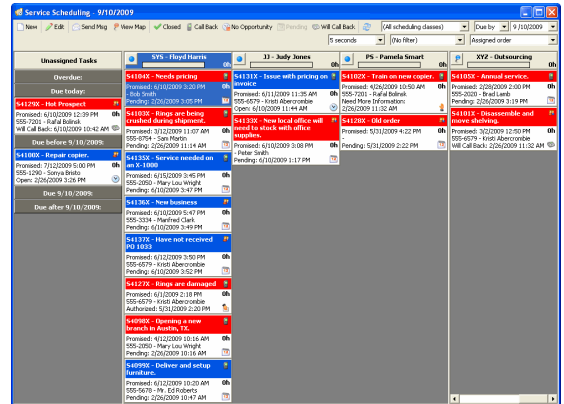 Service Scheduling - 9/10/2009
New Edit Send Msg View Map Closed Call Back No Opportunity Pending Will Call Back (All scheduling classes) Due by 9/10/2009
5 seconds (No filter) Assigned order
Unassigned Tasks
Overdue:
Due today:
S4129X - Hot Prospect
Promised: 6/10/2009 12:39 PM 0h
555-7201 - Rafal Bolinsk
Will Call Back: 6/10/2009 10:42 AM
Due before 9/10/2009:
S4100X - Repair copier.
Promised: 7/12/2009 5:00 PM 0h
555-1290 - Sonya Bristo
Open: 2/26/2009 3:26 PM
Due 9/10/2009:
Due after 9/10/2009:
SYS - Floyd Harris
0h
S4104X - Needs pricing
Promised: 6/10/2009 3:20 PM 0h
- Bob Smith
Pending: 2/26/2009 3:05 PM
S4103X - Rings are being
crushed during shipment.
Promised: 3/12/2009 11:07 AM 0h
555-8754 - Sam Martin
Pending: 2/26/2009 11:14 AM
S4135X - Service needed on
an X-1000
Promised: 6/15/2009 3:45 PM 0h
555-2050 - Mary Lou Wright
Pending: 6/10/2009 3:47 PM
S4136X - New business
Promised: 6/10/2009 5:47 PM 0h
555-3334 - Manfred Clark
Pending: 6/10/2009 3:49 PM
S4137X - Have not received
PO 1033
Promised: 6/12/2009 3:50 PM 0h
555-6579 - Kristi Abercrombie
Pending: 6/10/2009 3:52 PM
S4127X - Rings are damaged
Promised: 6/1/2009 2:18 PM 0h
555-6579 - Kristi Abercrombie
Authorized: 5/31/2009 2:20 PM
S4098X - Opening a new
branch in Austin, TX.
Promised: 4/12/2009 10:16 AM 0h
555-2050 - Mary Lou Wright
Pending: 2/26/2009 10:16 AM
S4099X - Deliver and setup
furniture.
Promised: 6/12/2009 10:20 AM 0h
555-5678 - Mr. Ed Roberts
Pending: 2/26/2009 10:47 AM
JJ - Judy Jones
0h
S4131X - Issue with pricing on
invoice
Promised: 6/11/2009 11:35 AM 0h
555-6579 - Kristi Abercrombie
Open: 6/10/2009 11:44 AM
S4133X - New local office will
need to stock with office
supplies.
Promised: 6/10/2009 3:08 PM 0h
- Peter Smith
Pending: 6/10/2009 1:17 PM
PS - Pamela Smart
0h
S4102X - Train on new copier.
Promised: 4/26/2009 10:50 AM 0h
555-7201 - Rafal Bolinsk
Need More Information:
2/26/2009 11:32 AM
S4128X - Old order
Promised: 5/31/2009 4:22 PM 0h
-
Pending: 5/31/2009 2:22 PM
XYZ - Outsourcing
0h
S4105X - Annual service.
Promised: 2/28/2009 2:00 PM 0h
555-2020 - Brad Lamb
Pending: 2/26/2009 3:19 PM
S4101X - Disassemble and
move shelving.
Promised: 3/2/2009 12:50 PM 0h
555-6579 - Kristi Abercrombie
Will Call Back: 2/26/2009 11:32 AM